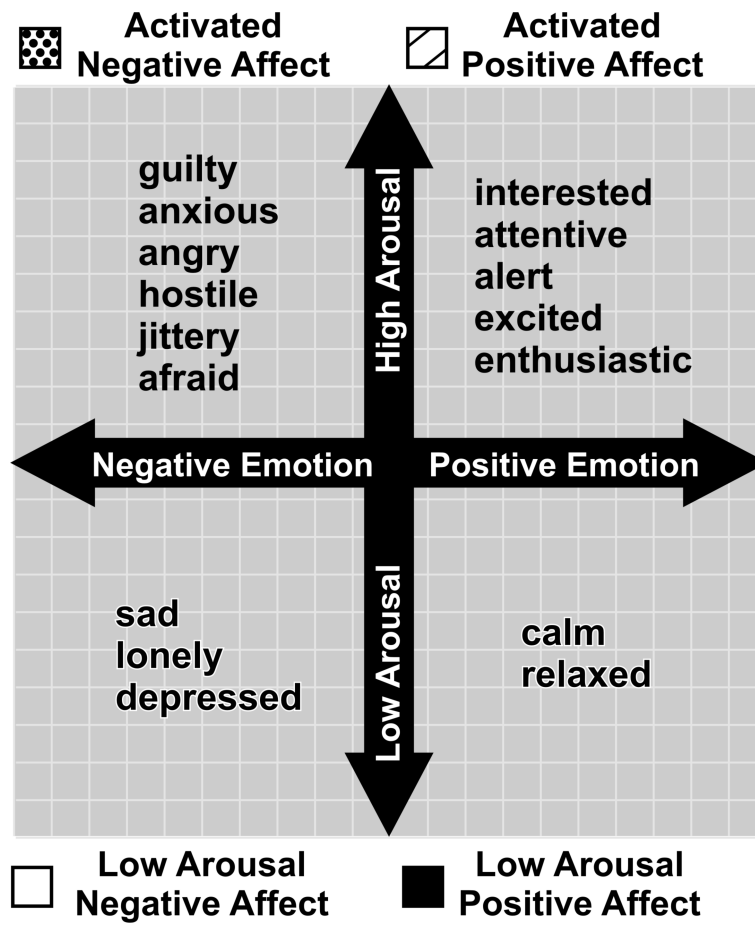 Activated
Negative Affect
Activated
Positive Affect
guilty
anxious
angry
hostile
jittery
afraid
High Arousal
interested
attentive
alert
excited
enthusiastic
Negative Emotion
Positive Emotion
sad
lonely
depressed
Low Arousal
calm
relaxed
Low Arousal
Negative Affect
Low Arousal
Positive Affect